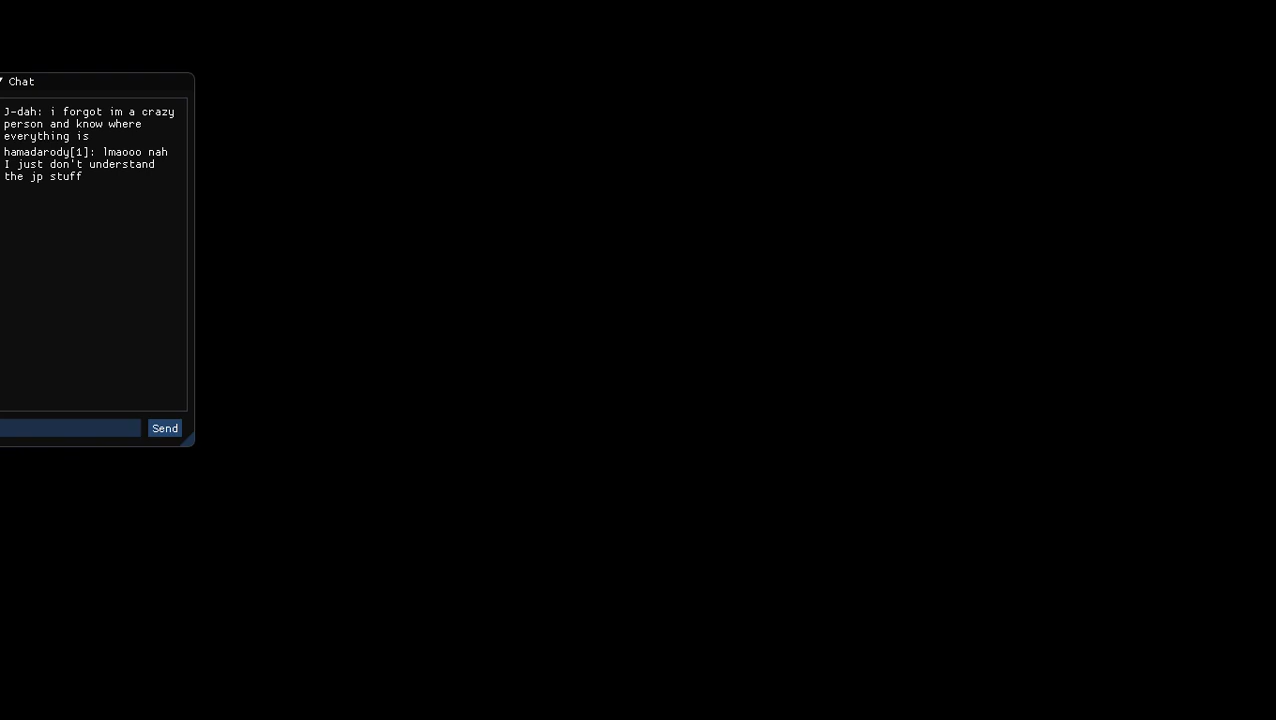 Chat
J-dah: i forgot im a crazy
person and know where
everything is
hamadarody[1]: lmaooo nah
I just don't understand
the jp stuff
Send